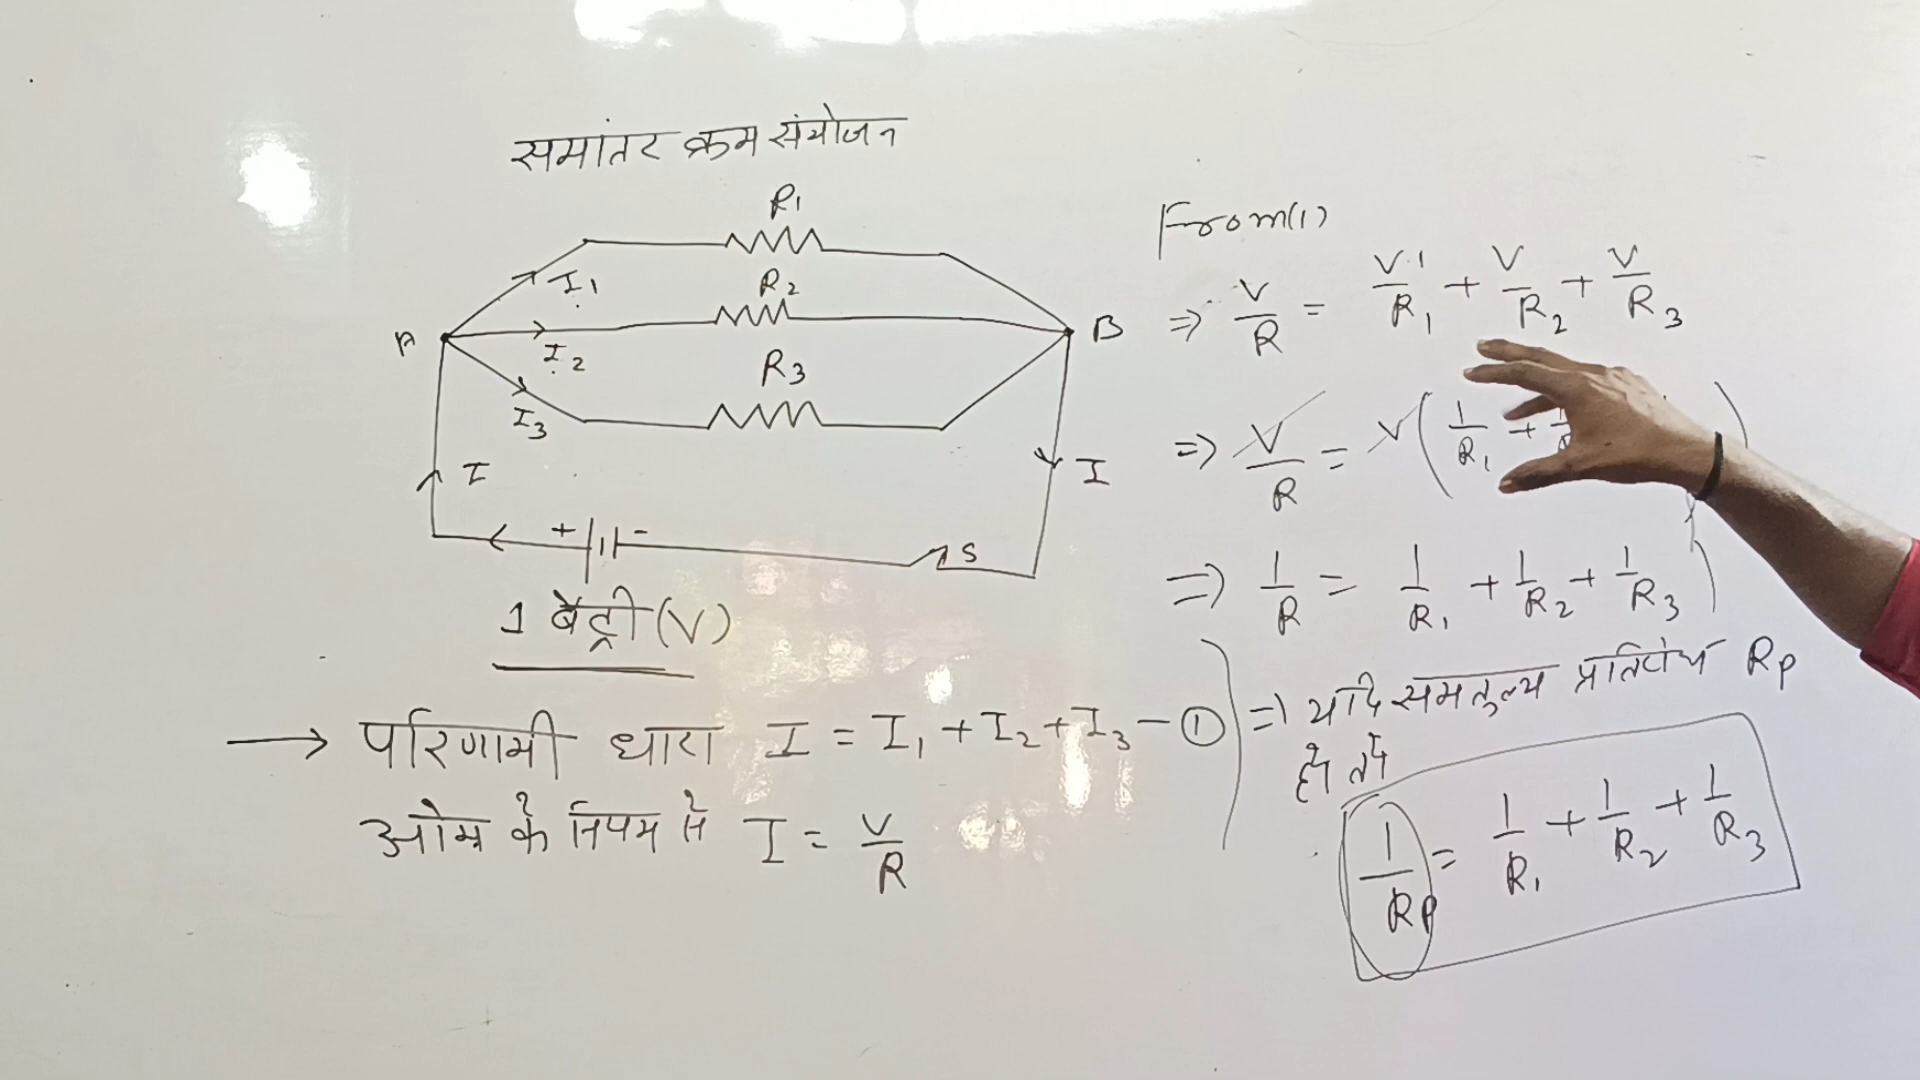 समांतर क्रम संयोजन
R₁
I₁
R₂
A
B
I₂
R₃
I₃
I
I
+ -
S
1 बैट्री (V)
→ परिणामी धारा I = I₁ + I₂ + I₃ - ①
ओम के नियम से I = V/R
From (1)
⇒ V/R = V/R₁ + V/R₂ + V/R₃
⇒ V/R = V(1/R₁ +
⇒ 1/R = 1/R₁ + 1/R₂ + 1/R₃
⇒ यदि समतुल्य प्रतिरोध Rp
हो तो
1/Rp = 1/R₁ + 1/R₂ + 1/R₃